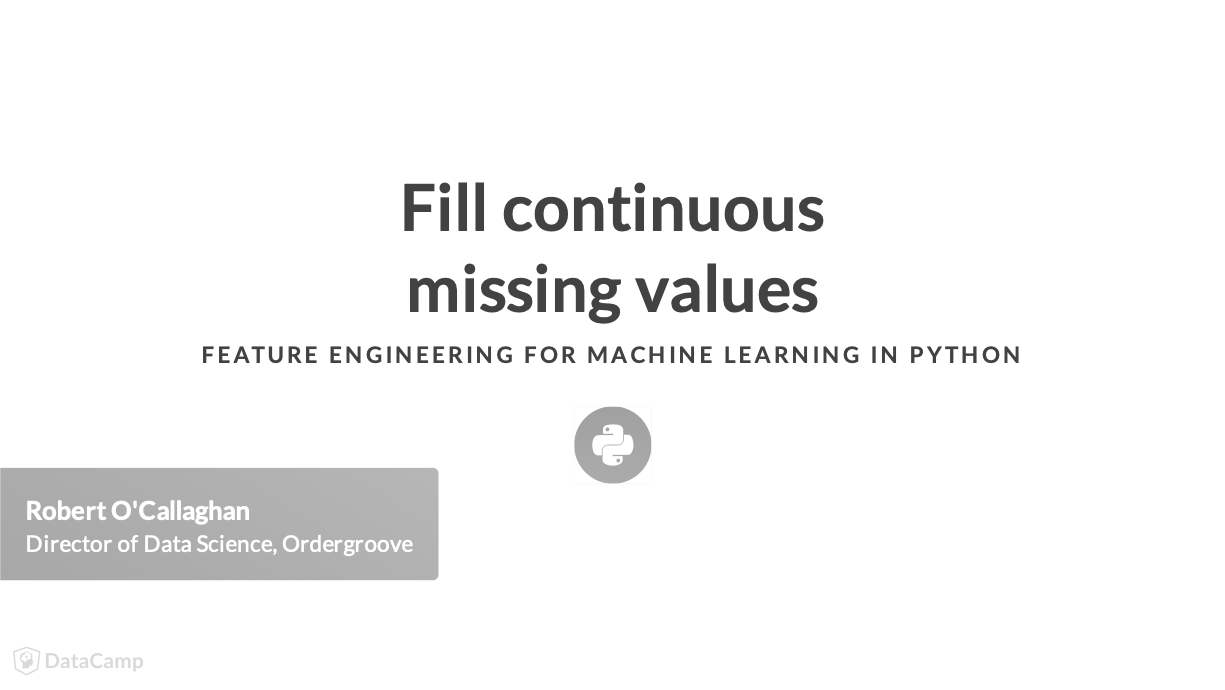 Fill continuous
missing values
FEATURE ENGINEERING FOR MACHINE LEARNING IN PYTHON
Robert O'Callaghan
Director of Data Science, Ordergroove
DataCamp